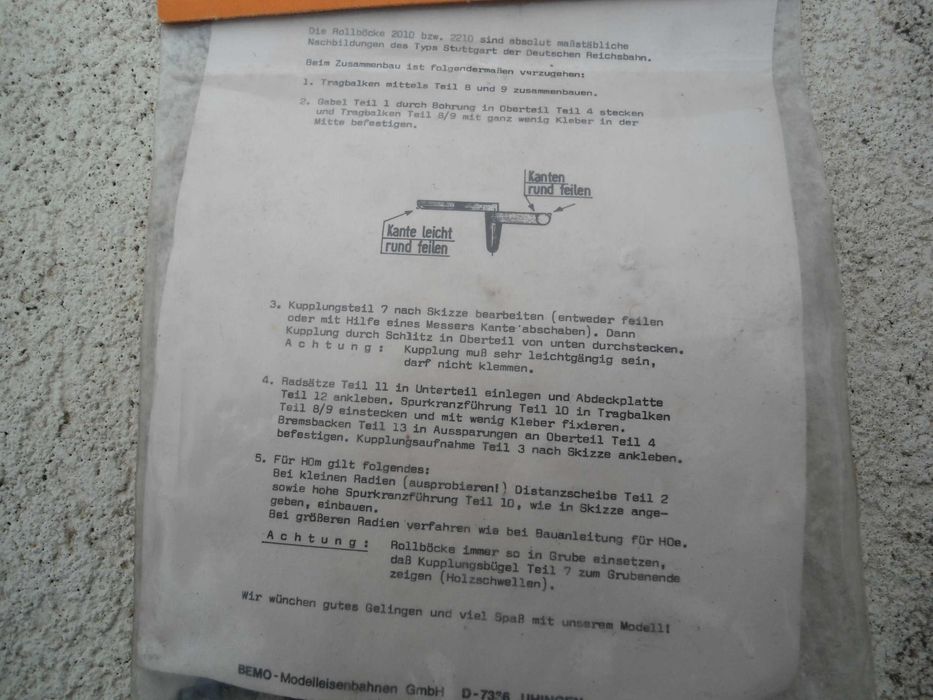 Die Rollböcke 2010 bzw. 2210 sind absolut maßstäbliche
Nachbildungen des Typs Stuttgart der Deutschen Reichsbahn.
Beim Zusammenbau ist folgendermaßen vorzugehen:
1. Tragbalken mittels Teil 8 und 9 zusammenbauen.
2. Gabel Teil 1 durch Bohrung in Oberteil Teil 4 stecken
und Tragbalken Teil 8/9 mit ganz wenig Kleber in der
Mitte befestigen.
Kanten
rund feilen
Kante leicht
rund feilen
3. Kupplungsteil 7 nach Skizze bearbeiten (entweder feilen
oder mit Hilfe eines Messers Kante abschaben). Dann
Kupplung durch Schlitz in Oberteil von unten durchstecken.
A c h t u n g : Kupplung muß sehr leichtgängig sein,
darf nicht klemmen.
4. Radsätze Teil 11 in Unterteil einlegen und Abdeckplatte
Teil 12 ankleben. Spurkranzführung Teil 10 in Tragbalken
Teil 8/9 einstecken und mit wenig Kleber fixieren.
Bremsbacken Teil 13 in Aussparungen an Oberteil Teil 4
befestigen. Kupplungsaufnahme Teil 3 nach Skizze ankleben.
5. Für HOm gilt folgendes:
Bei kleinen Radien (ausprobieren!) Distanzscheibe Teil 2
sowie hohe Spurkranzführung Teil 10, wie in Skizze ange-
geben, einbauen.
Bei größeren Radien verfahren wie bei Bauanleitung für HOe.
A c h t u n g : Rollböcke immer so in Grube einsetzen,
daß Kupplungsbügel Teil 7 zum Grubenende
zeigen (Holzschwellen).
Wir wünchen gutes Gelingen und viel Spaß mit unserem Modell!
BEMO-Modelleisenbahnen GmbH D-7336 UHINGEN